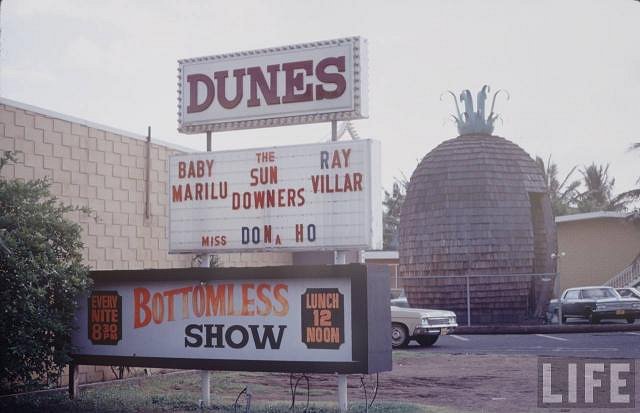 DUNES
BABY THE RAY
MARILU SUN VILLAR
DOWNERS
MISS DONA HO
EVERY
NITE
8:30
PM
BOTTOMLESS
SHOW
LUNCH
12
NOON
LIFE